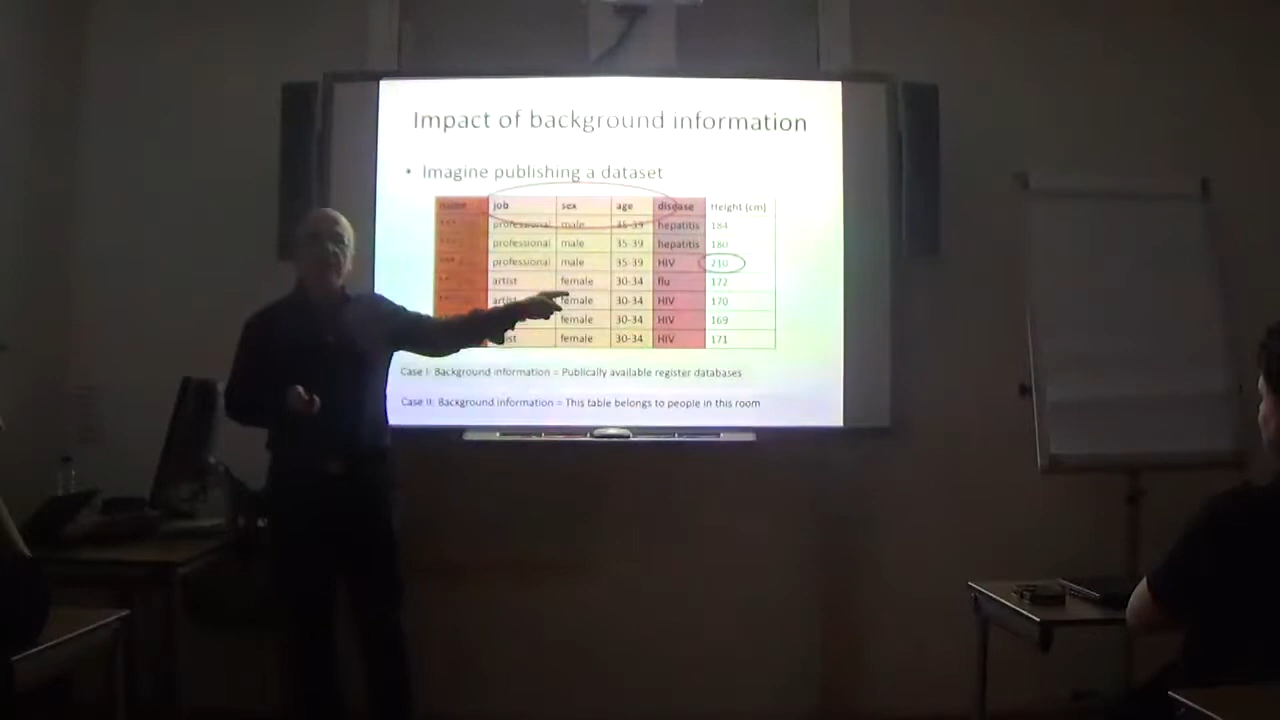 Impact of background information
• Imagine publishing a dataset
name job sex age disease Height (cm)
*** professional male 35-39 hepatitis 184
**** professional male 35-39 hepatitis 180
*** professional male 35-39 HIV 210
** artist female 30-34 flu 172
female 30-34 HIV 170
female 30-34 HIV 169
female 30-34 HIV 171
Case I: Background information = Publically available register databases
Case II: Background information = This table belongs to people in this room